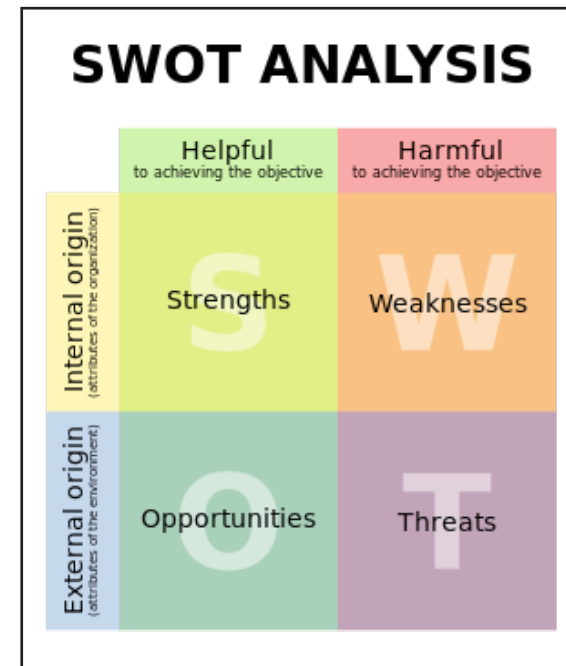 SWOT ANALYSIS
Helpful
to achieving the objective
Harmful
to achieving the objective
Internal origin
(attributes of the organization)
S
Strengths
W
Weaknesses
External origin
(attributes of the environment)
O
Opportunities
T
Threats